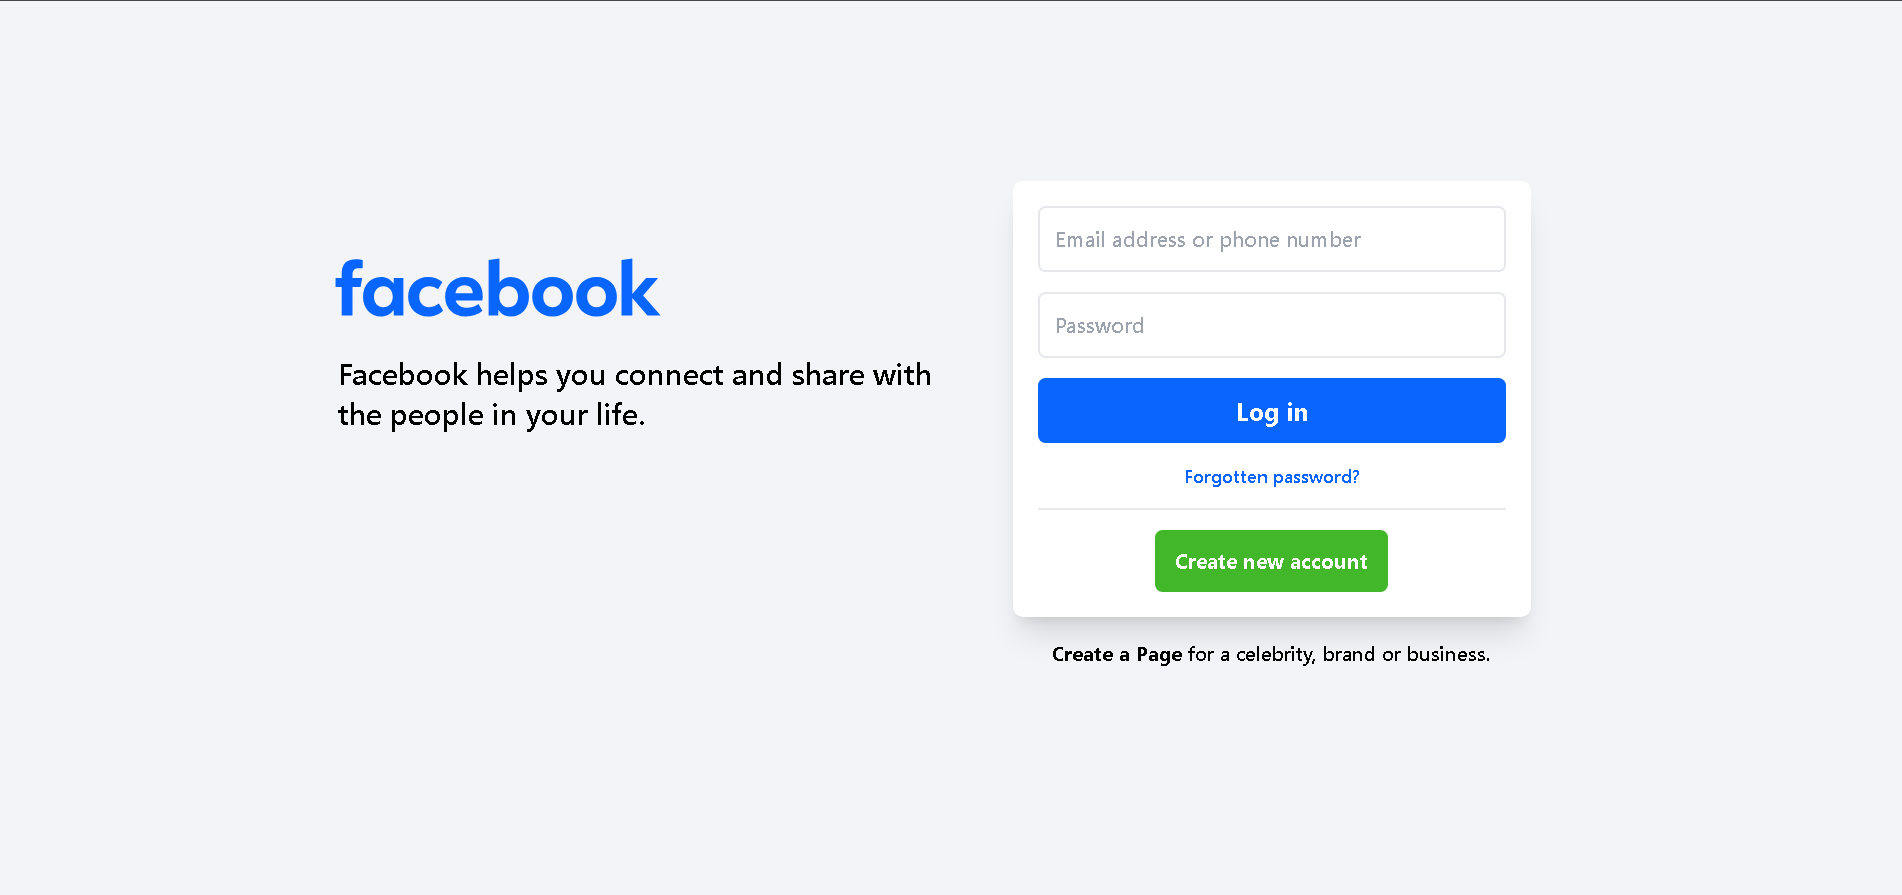 facebook
Facebook helps you connect and share with
the people in your life.
Email address or phone number
Password
Log in
Forgotten password?
Create new account
Create a Page for a celebrity, brand or business.